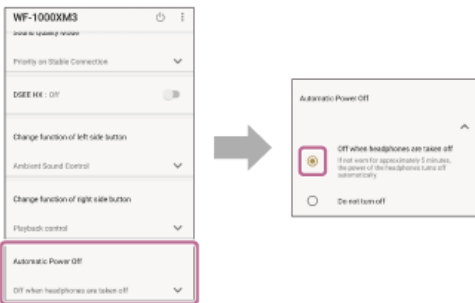 WF-1000XM3
Sound Quality Mode
Priority on Stable Connection
DSEE HX : Off
Change function of left side button
Ambient Sound Control
Change function of right side button
Playback control
Automatic Power Off
Off when headphones are taken off
Automatic Power Off
Off when headphones are taken off
If not worn for approximately 5 minutes,
the power of the headphones turns off
automatically
Do not turn off